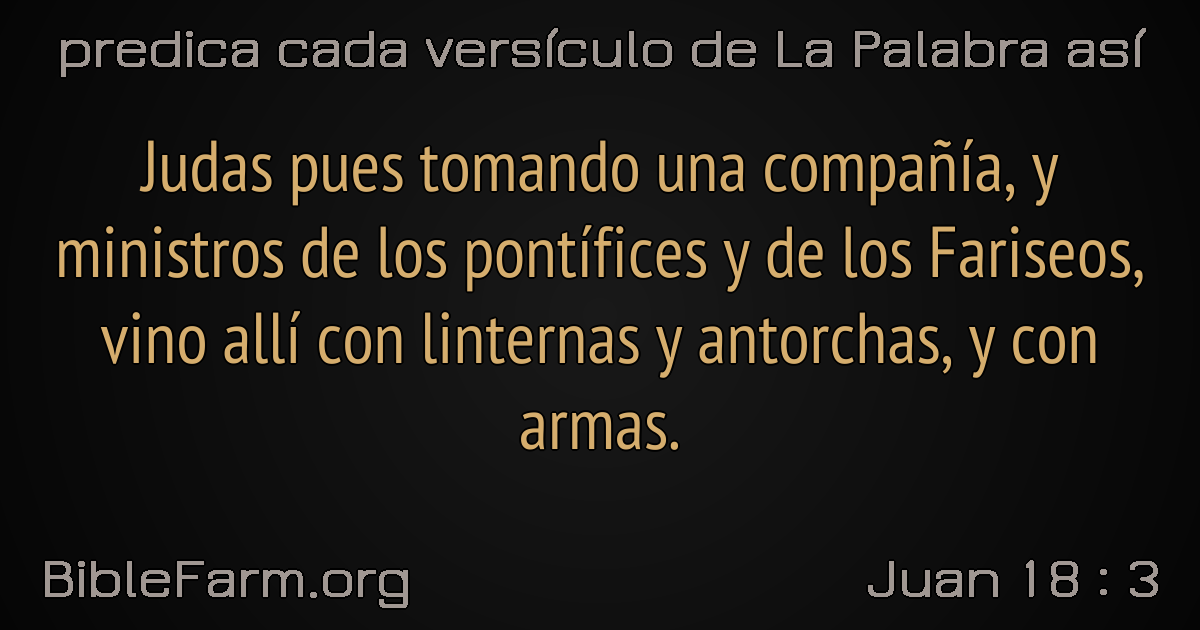 predica cada versículo de La Palabra así
Judas pues tomando una compañía, y
ministros de los pontífices y de los Fariseos,
vino allí con linternas y antorchas, y con
armas.
BibleFarm.org
Juan 18 : 3